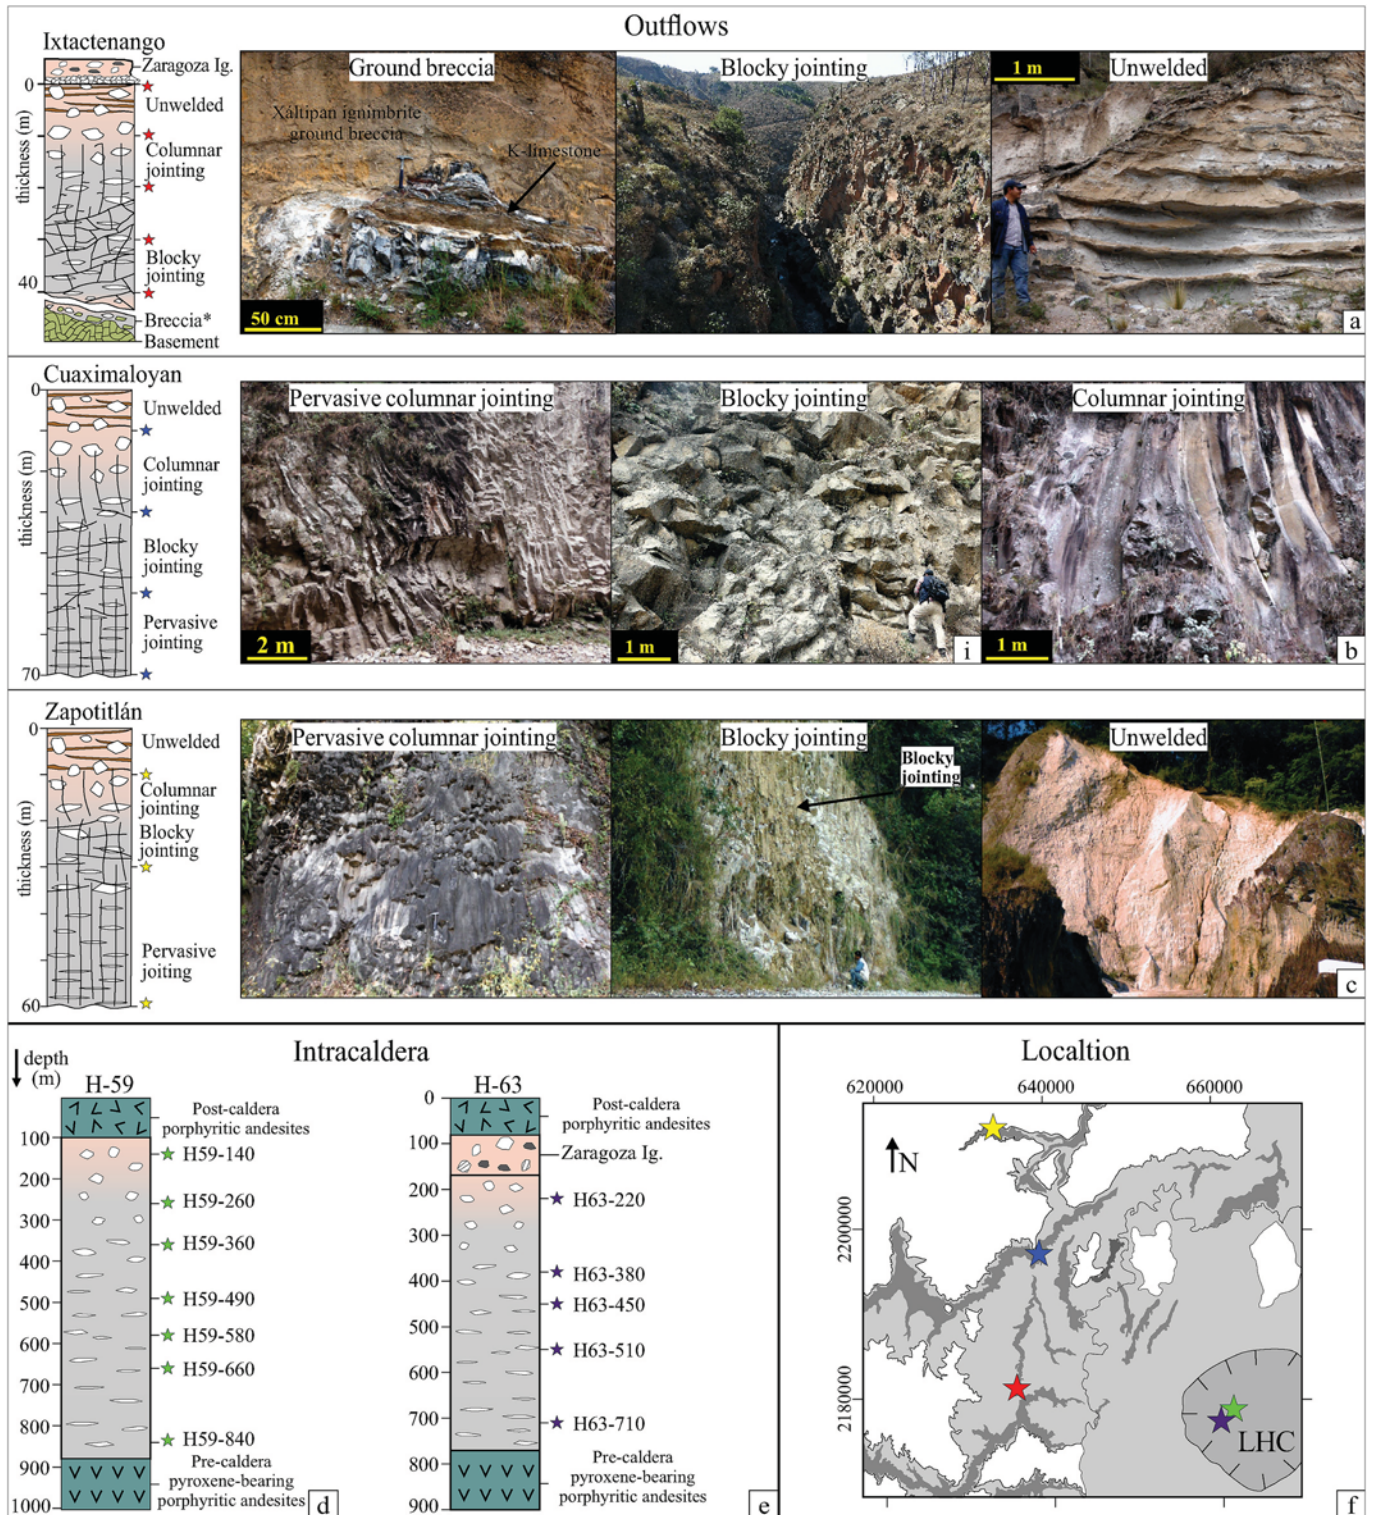 Outflows
Ixtactenango
Zaragoza Ig.
0
Unwelded
Columnar
jointing
thickness (m)
Blocky
jointing
40
Breccia*
Basement
Ground breccia
Xáltipan ignimbrite
ground breccia
K-limestone
50 cm
Blocky jointing
1 m
Unwelded
a
Cuaximaloyan
0
Unwelded
Columnar
jointing
thickness (m)
Blocky
jointing
Pervasive
jointing
70
Pervasive columnar jointing
2 m
Blocky jointing
1 m
i
Columnar jointing
1 m
b
Zapotitlán
0
Unwelded
Columnar
jointing
Blocky
jointing
thickness (m)
Pervasive
joiting
60
Pervasive columnar jointing
Blocky jointing
Blocky
jointing
Unwelded
c
Intracaldera
depth
(m)
H-59
Post-caldera
porphyritic andesites
100
H59-140
200
H59-260
300
H59-360
400
H59-490
500
H59-580
600
H59-660
700
800
H59-840
900
Pre-caldera
pyroxene-bearing
porphyritic andesites
1000
d
H-63
0
Post-caldera
porphyritic andesites
100
Zaragoza Ig.
200
H63-220
300
H63-380
400
H63-450
500
H63-510
600
700
H63-710
800
Pre-caldera
pyroxene-bearing
porphyritic andesites
900
e
Localtion
620000
640000
660000
N
2200000
2180000
LHC
f